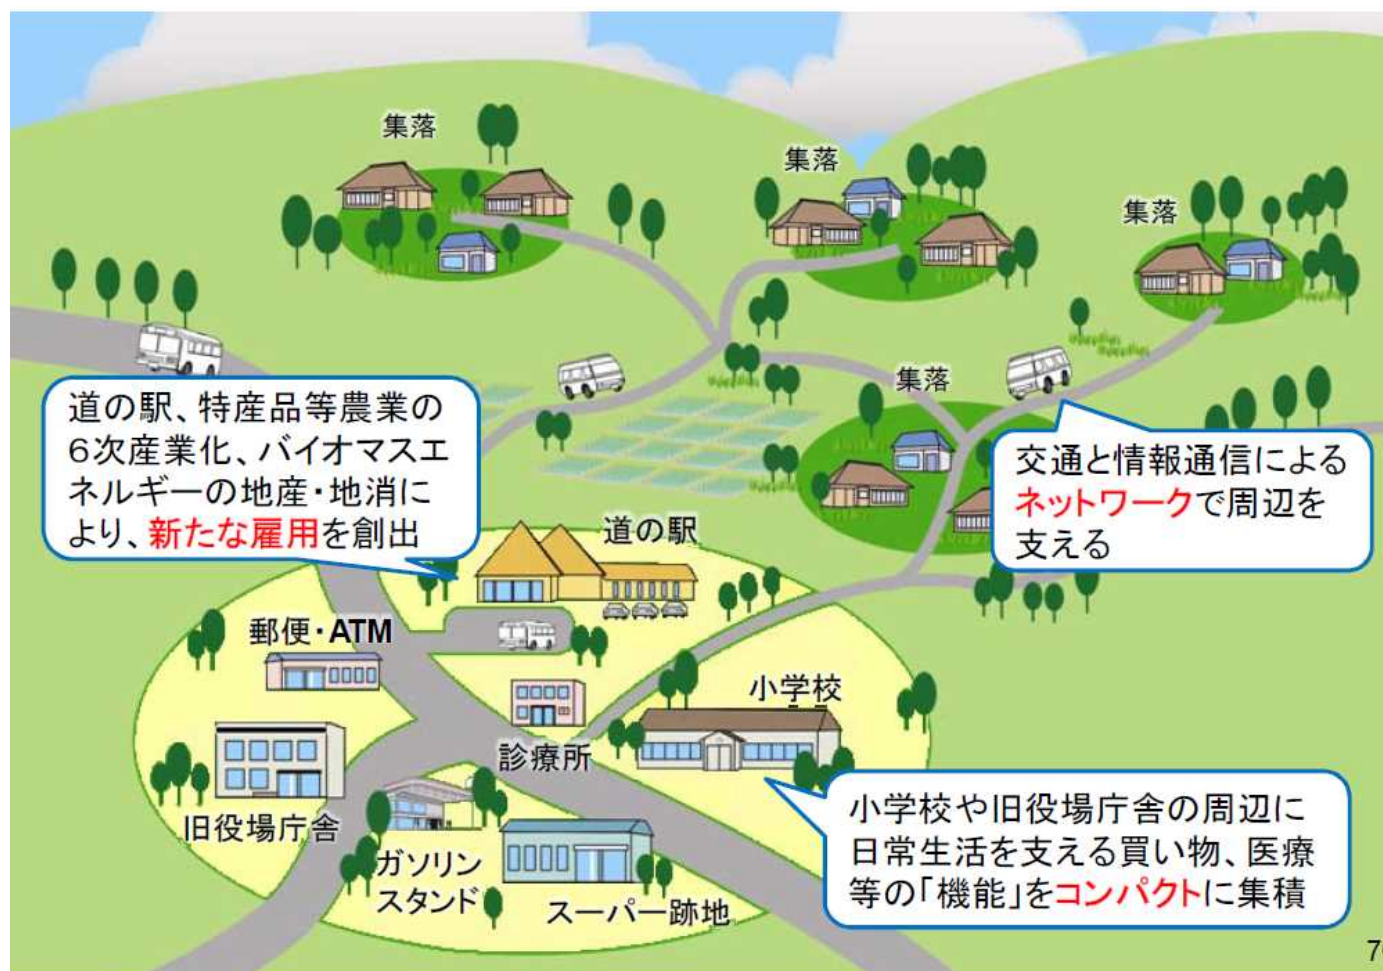 集落
集落
集落
集落
道の駅、特産品等農業の
6次産業化、バイオマスエ
ネルギーの地産・地消に
より、新たな雇用を創出
交通と情報通信による
ネットワークで周辺を
支える
道の駅
郵便・ATM
小学校
診療所
旧役場庁舎
ガソリン
スタンド
スーパー跡地
小学校や旧役場庁舎の周辺に
日常生活を支える買い物、医療
等の「機能」をコンパクトに集積